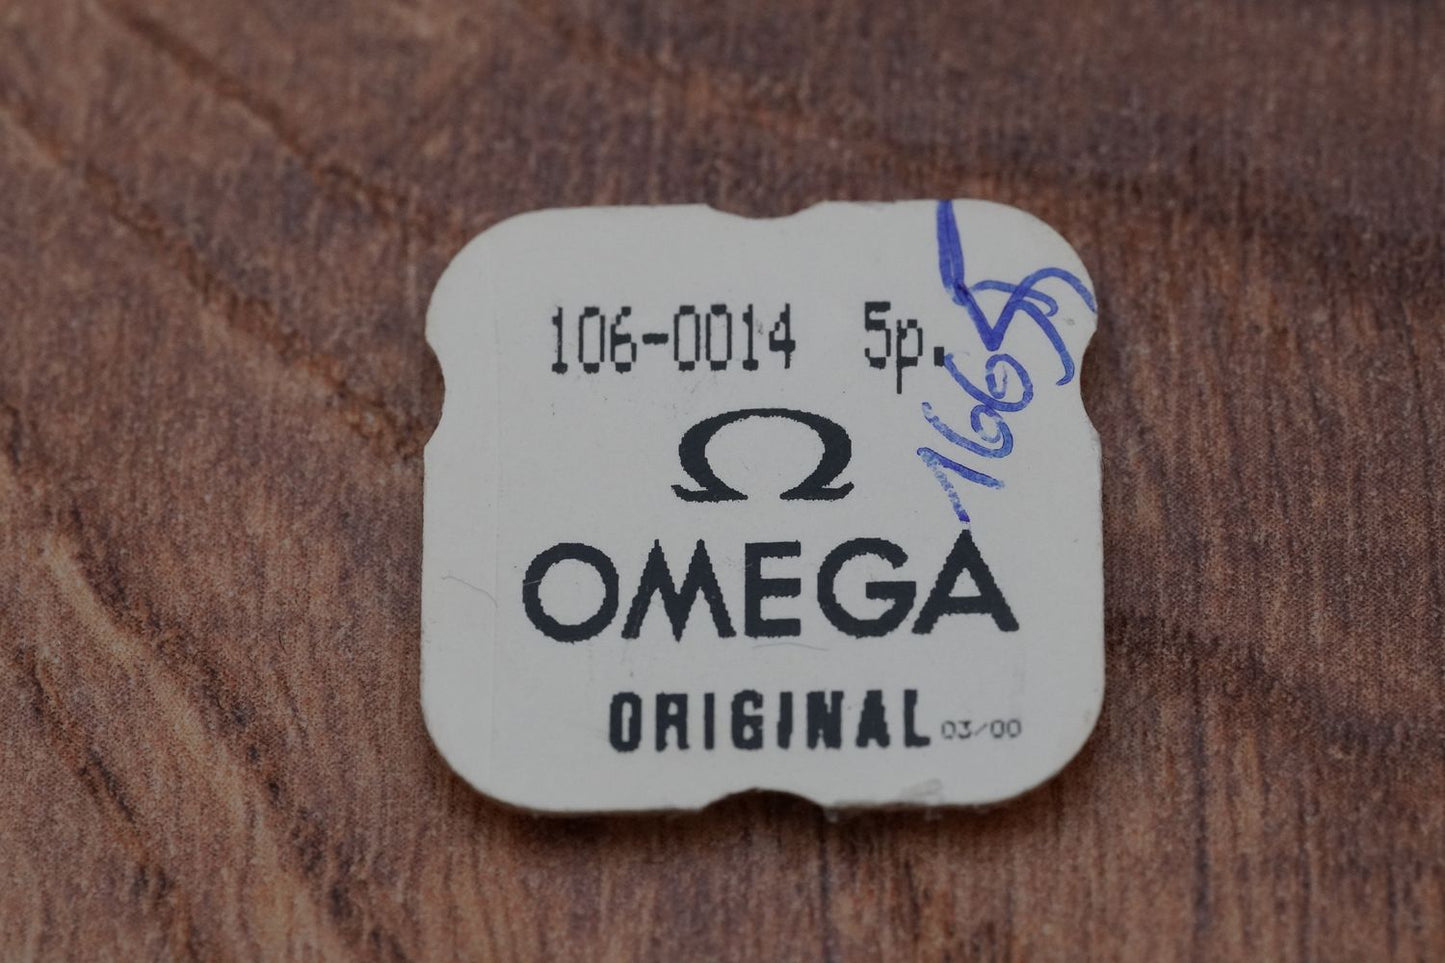 106-0014 5p.
1665
Ω
OMEGA
ORIGINAL 03/00